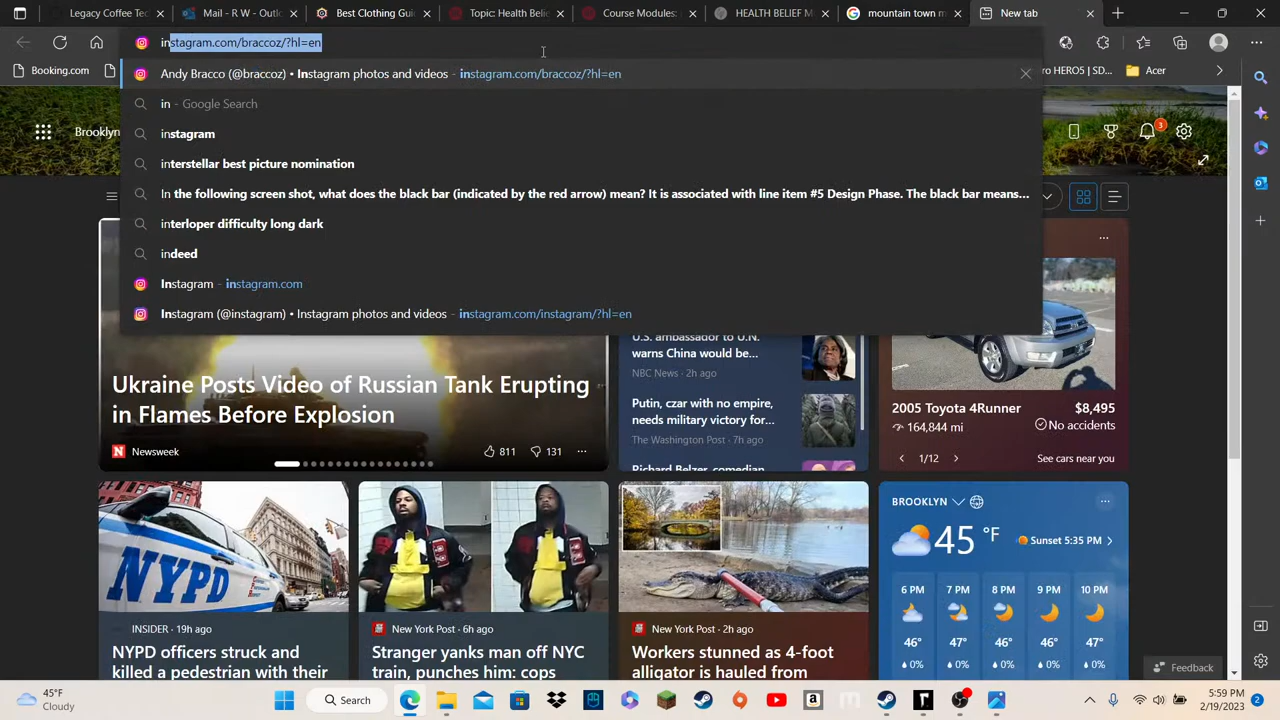 Legacy Coffee Tec
Mail - R W - Outlo
Best Clothing Gui
Topic: Health Beli
Course Modules:
HEALTH BELIEF M
mountain town m
New tab
instagram.com/braccoz/?hl=en
Booking.com
ro HERO5 | SD...
Acer
Andy Bracco (@braccoz) • Instagram photos and videos - instagram.com/braccoz/?hl=en
in - Google Search
instagram
interstellar best picture nomination
In the following screen shot, what does the black bar (indicated by the red arrow) mean? It is associated with line item #5 Design Phase. The black bar means...
interloper difficulty long dark
indeed
Instagram - instagram.com
Instagram (@instagram) • Instagram photos and videos - instagram.com/instagram/?hl=en
Brooklyn
3
Ukraine Posts Video of Russian Tank Erupting
in Flames Before Explosion
Newsweek
811
131
U.S. ambassador to U.N.
warns China would be...
NBC News · 2h ago
Putin, czar with no empire,
needs military victory for...
The Washington Post · 7h ago
Richard Belzer, comedian
2005 Toyota 4Runner
$8,495
164,844 mi
No accidents
1/12
See cars near you
NYPD
INSIDER · 19h ago
NYPD officers struck and
killed a pedestrian with their
New York Post · 6h ago
Stranger yanks man off NYC
train, punches him: cops
New York Post · 2h ago
Workers stunned as 4-foot
alligator is hauled from
BROOKLYN
45 °F
Sunset 5:35 PM
6 PM 7 PM 8 PM 9 PM 10 PM
46° 47° 46° 46° 47°
0% 0% 0% 0% 0%
Feedback
45°F
Cloudy
Search
5:59 PM
2/19/2023